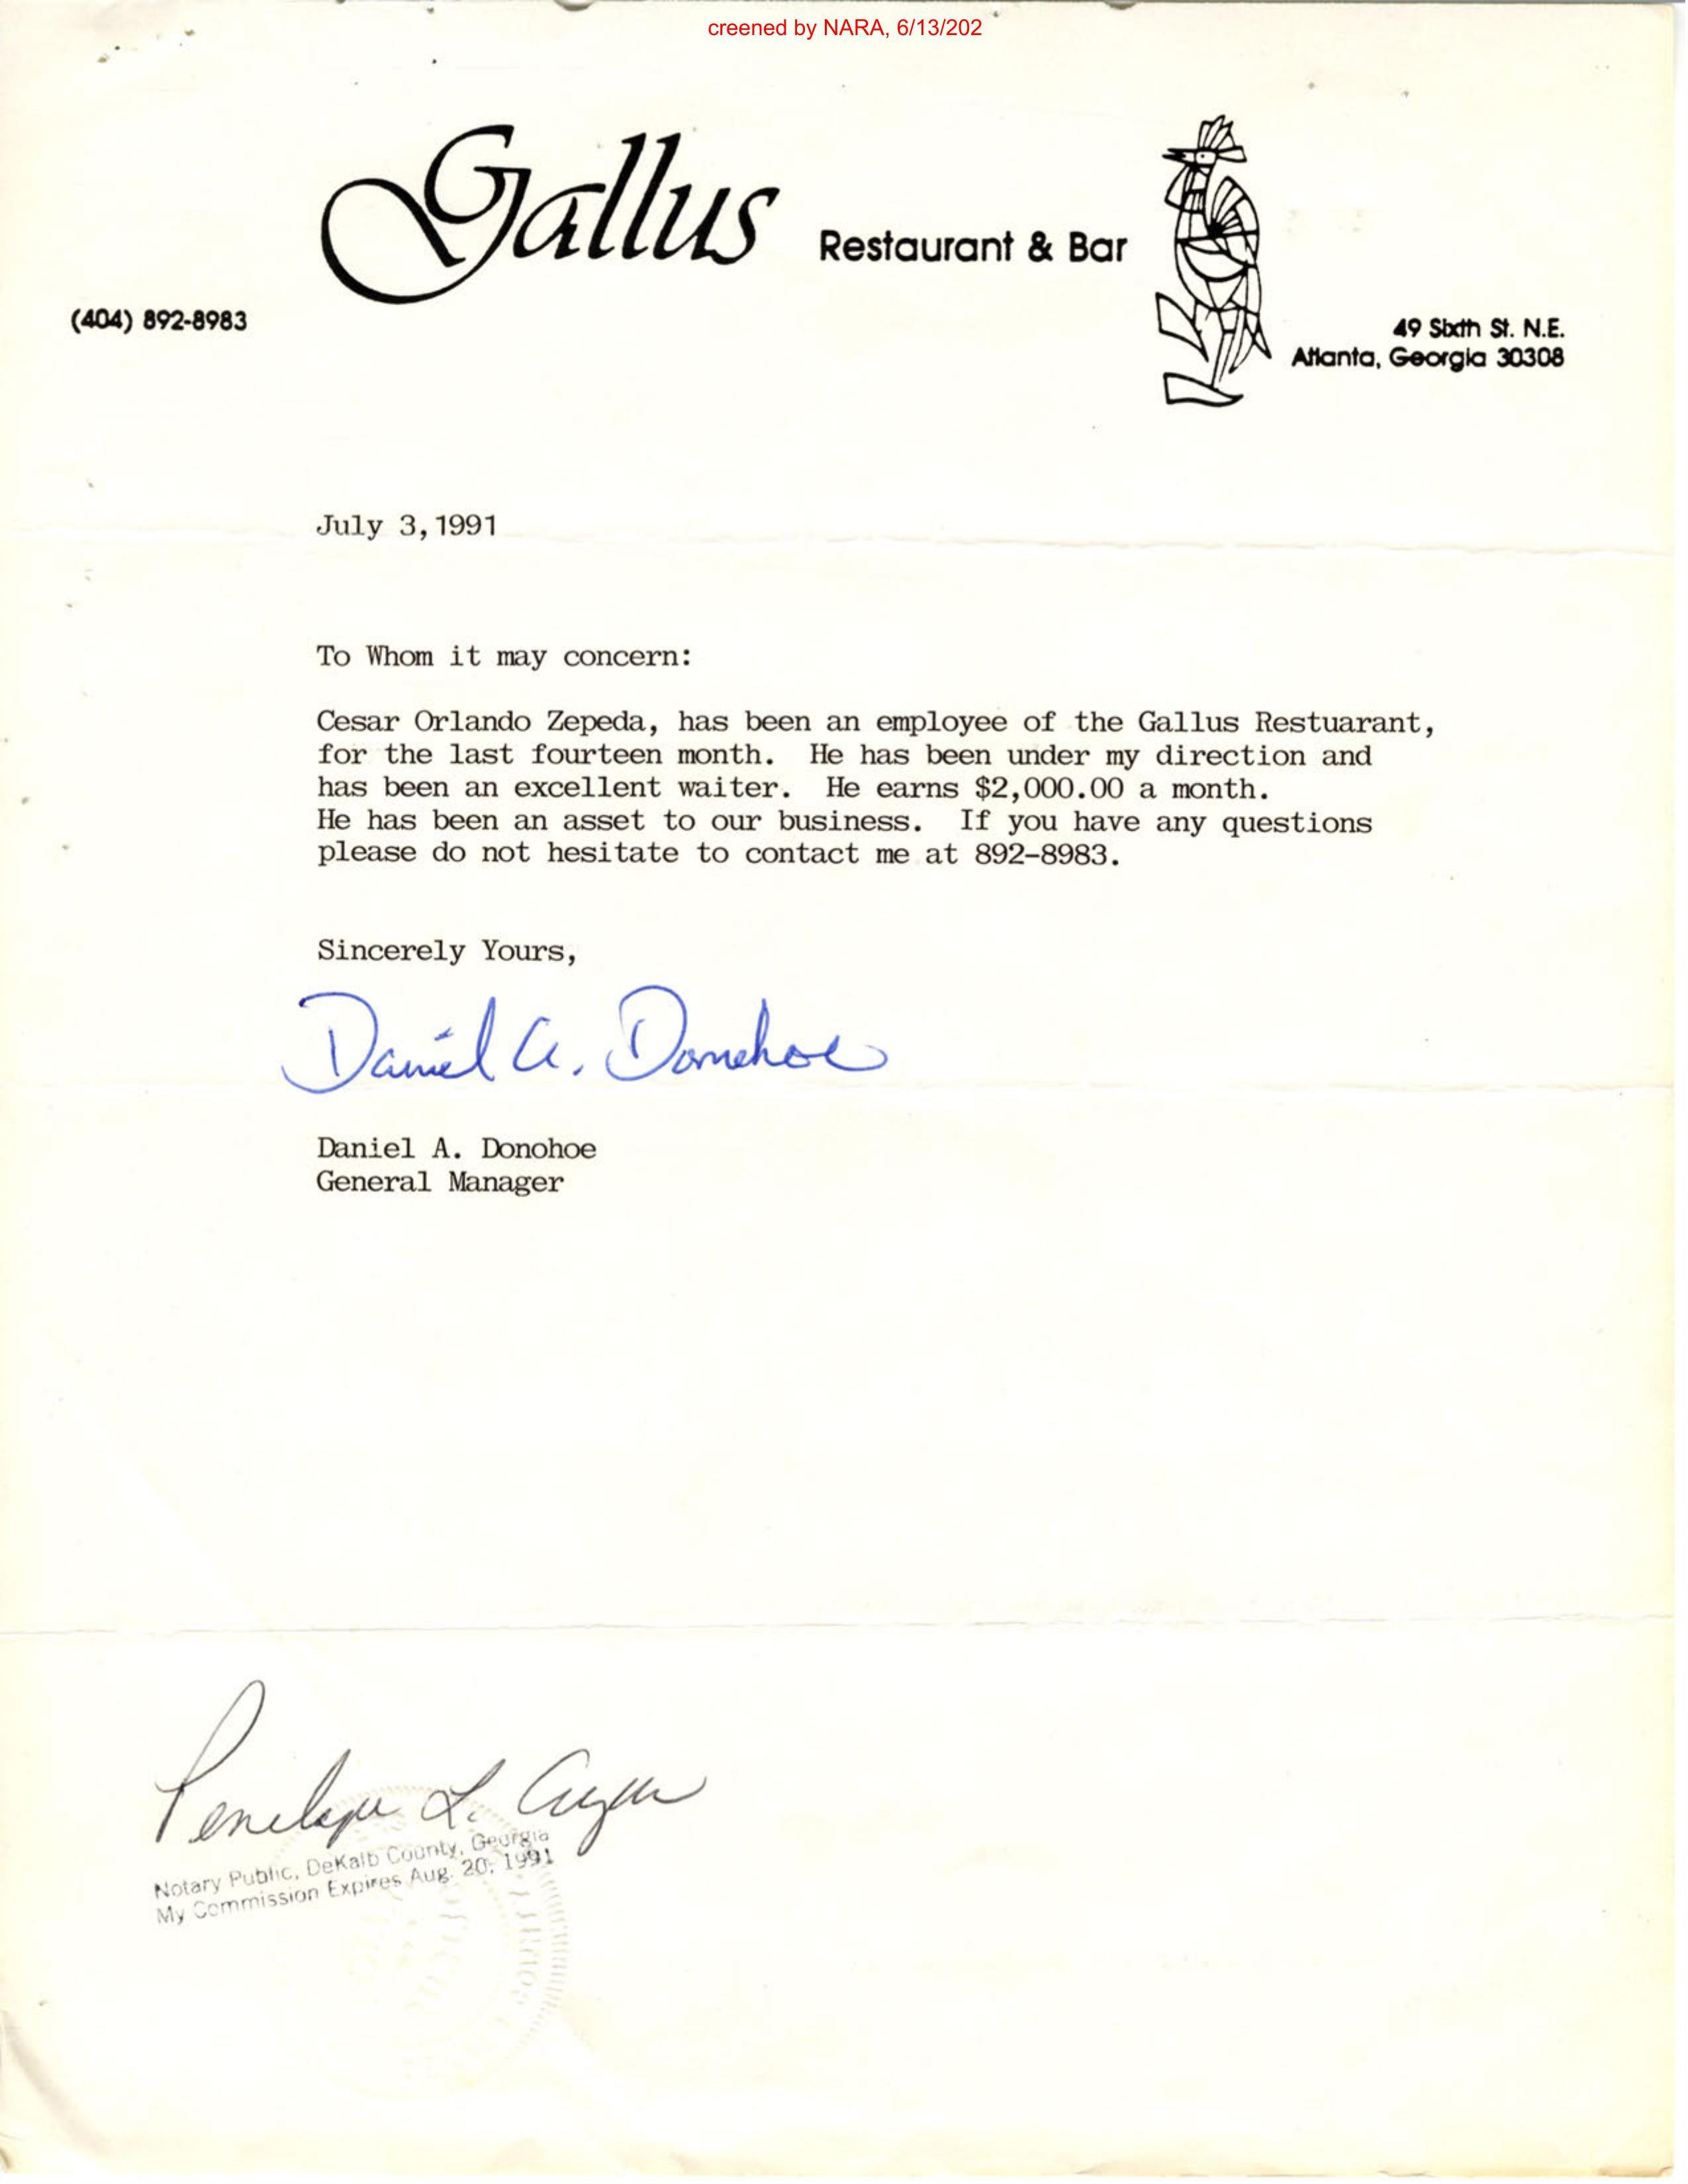 creened by NARA, 6/13/202
Gallus Restaurant & Bar
(404) 892-8983
49 Sixth St. N.E.
Atlanta, Georgia 30308
July 3,1991
To Whom it may concern:
Cesar Orlando Zepeda, has been an employee of the Gallus Restuarant,
for the last fourteen month. He has been under my direction and
has been an excellent waiter. He earns $2,000.00 a month.
He has been an asset to our business. If you have any questions
please do not hesitate to contact me at 892-8983.
Sincerely Yours,
Daniel A. Donohoe
Daniel A. Donohoe
General Manager
Penelope L.
Notary Public, DeKalb County, Georgia
My Commission Expires Aug. 20, 1991